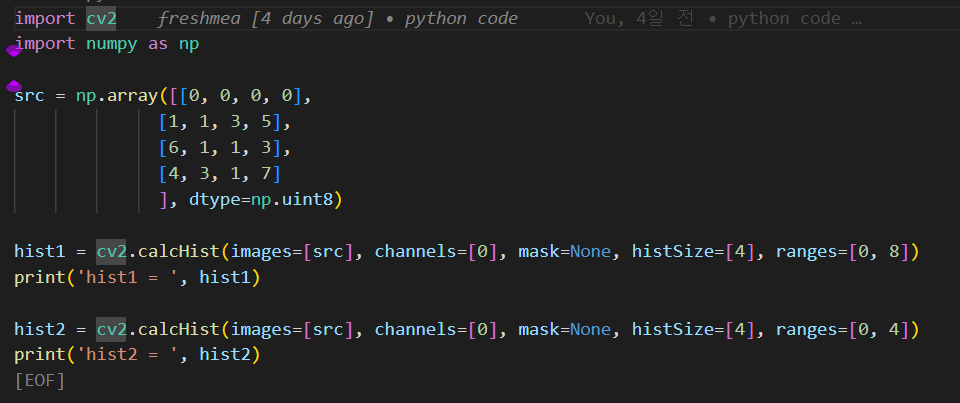 import cv2    freshmea [4 days ago] • python code    You, 4일 전 • python code …
import numpy as np
src = np.array([[0, 0, 0, 0],
                [1, 1, 3, 5],
                [6, 1, 1, 3],
                [4, 3, 1, 7]
                ], dtype=np.uint8)
hist1 = cv2.calcHist(images=[src], channels=[0], mask=None, histSize=[4], ranges=[0, 8])
print('hist1 = ', hist1)
hist2 = cv2.calcHist(images=[src], channels=[0], mask=None, histSize=[4], ranges=[0, 4])
print('hist2 = ', hist2)
[EOF]